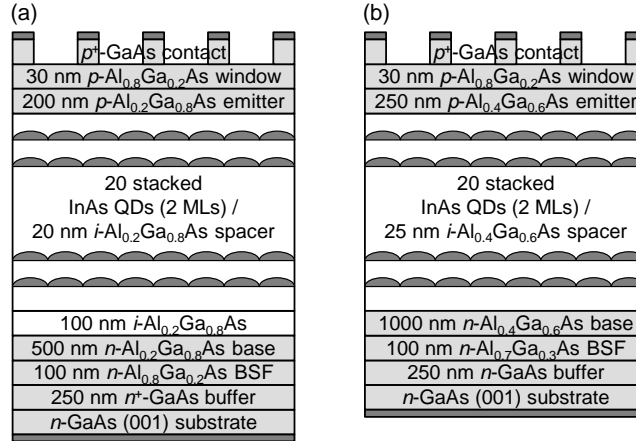 (a)
p⁺-GaAs contact
30 nm p-Al₀.₈Ga₀.₂As window
200 nm p-Al₀.₂Ga₀.₈As emitter
20 stacked
InAs QDs (2 MLs) /
20 nm i-Al₀.₂Ga₀.₈As spacer
100 nm i-Al₀.₂Ga₀.₈As
500 nm n-Al₀.₂Ga₀.₈As base
100 nm n-Al₀.₈Ga₀.₂As BSF
250 nm n⁺-GaAs buffer
n-GaAs (001) substrate
(b)
p⁺-GaAs contact
30 nm p-Al₀.₈Ga₀.₂As window
250 nm p-Al₀.₄Ga₀.₆As emitter
20 stacked
InAs QDs (2 MLs) /
25 nm i-Al₀.₄Ga₀.₆As spacer
1000 nm n-Al₀.₄Ga₀.₆As base
100 nm n-Al₀.₇Ga₀.₃As BSF
250 nm n-GaAs buffer
n-GaAs (001) substrate